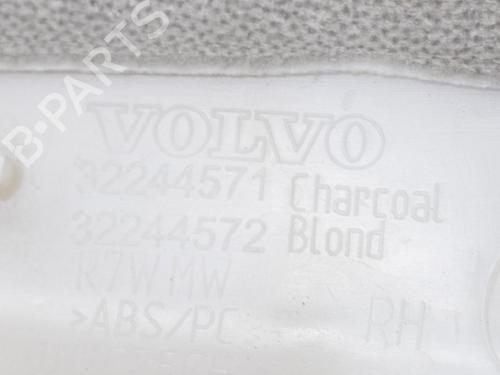 VOLVO
32244571 Charcoal
32244572 Blond
K7W MW
>ABS/PC RH
B-PARTS